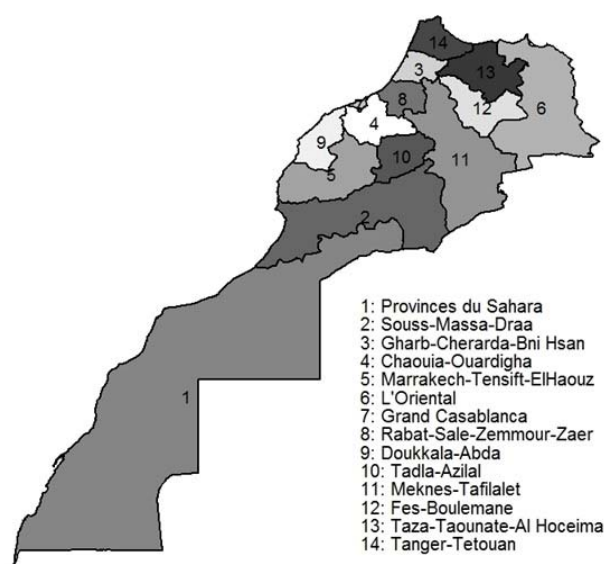 14
3
13
8
12
6
4
9
10
11
5
2
1
1: Provinces du Sahara
2: Souss-Massa-Draa
3: Gharb-Cherarda-Bni Hsan
4: Chaouia-Ouardigha
5: Marrakech-Tensift-ElHaouz
6: L'Oriental
7: Grand Casablanca
8: Rabat-Sale-Zemmour-Zaer
9: Doukkala-Abda
10: Tadla-Azilal
11: Meknes-Tafilalet
12: Fes-Boulemane
13: Taza-Taounate-Al Hoceima
14: Tanger-Tetouan